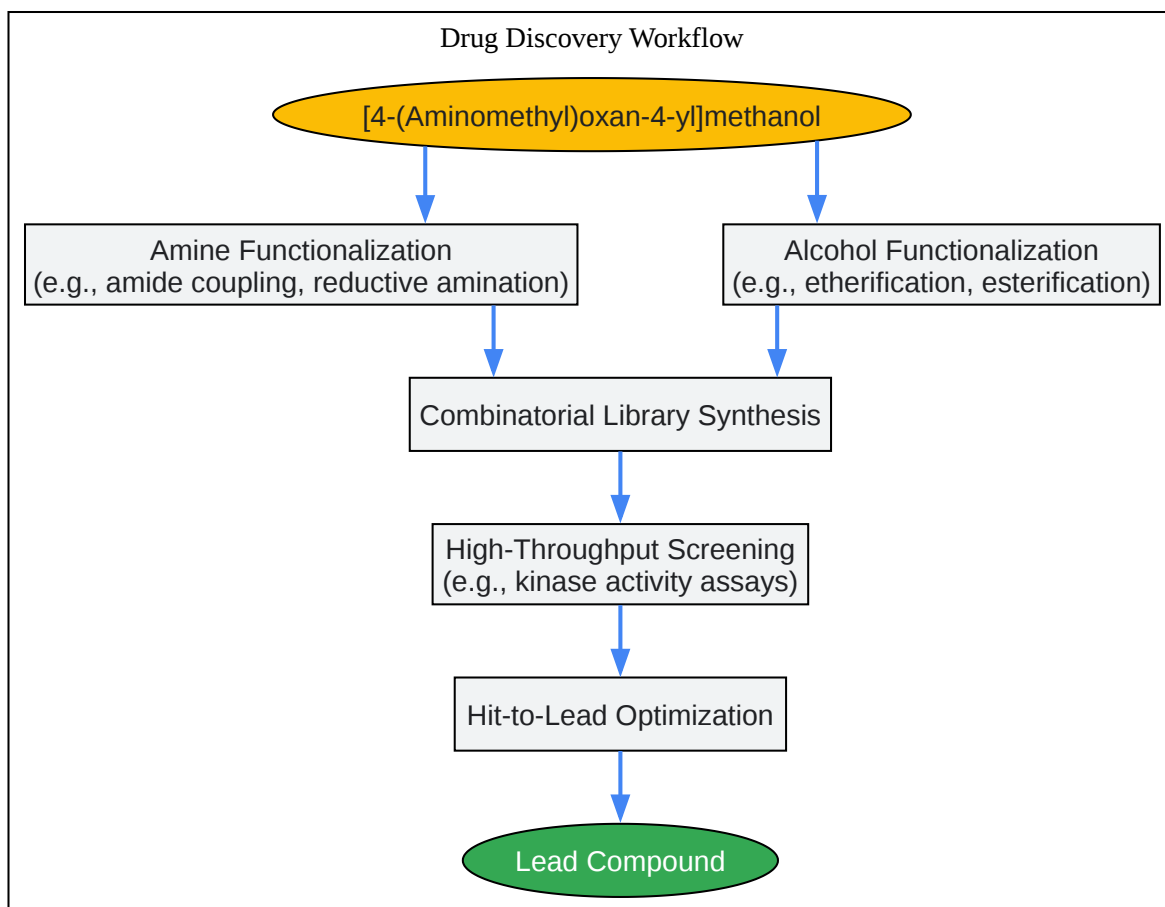 Drug Discovery Workflow
[4-(Aminomethyl)oxan-4-yl]methanol
Amine Functionalization
(e.g., amide coupling, reductive amination)
Alcohol Functionalization
(e.g., etherification, esterification)
Combinatorial Library Synthesis
High-Throughput Screening
(e.g., kinase activity assays)
Hit-to-Lead Optimization
Lead Compound